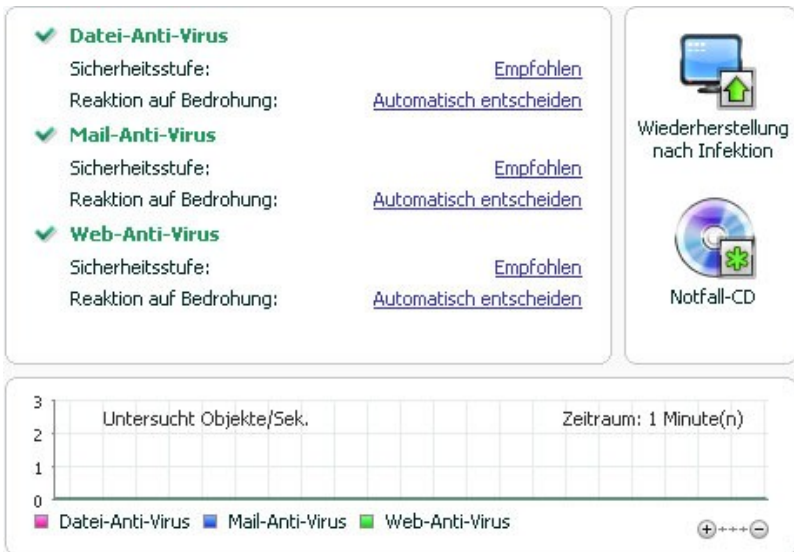 Datei-Anti-Virus
Sicherheitsstufe: Empfohlen
Reaktion auf Bedrohung: Automatisch entscheiden
Mail-Anti-Virus
Sicherheitsstufe: Empfohlen
Reaktion auf Bedrohung: Automatisch entscheiden
Web-Anti-Virus
Sicherheitsstufe: Empfohlen
Reaktion auf Bedrohung: Automatisch entscheiden
Wiederherstellung
nach Infektion
Notfall-CD
3
Untersucht Objekte/Sek. Zeitraum: 1 Minute(n)
2
1
0
Datei-Anti-Virus Mail-Anti-Virus Web-Anti-Virus